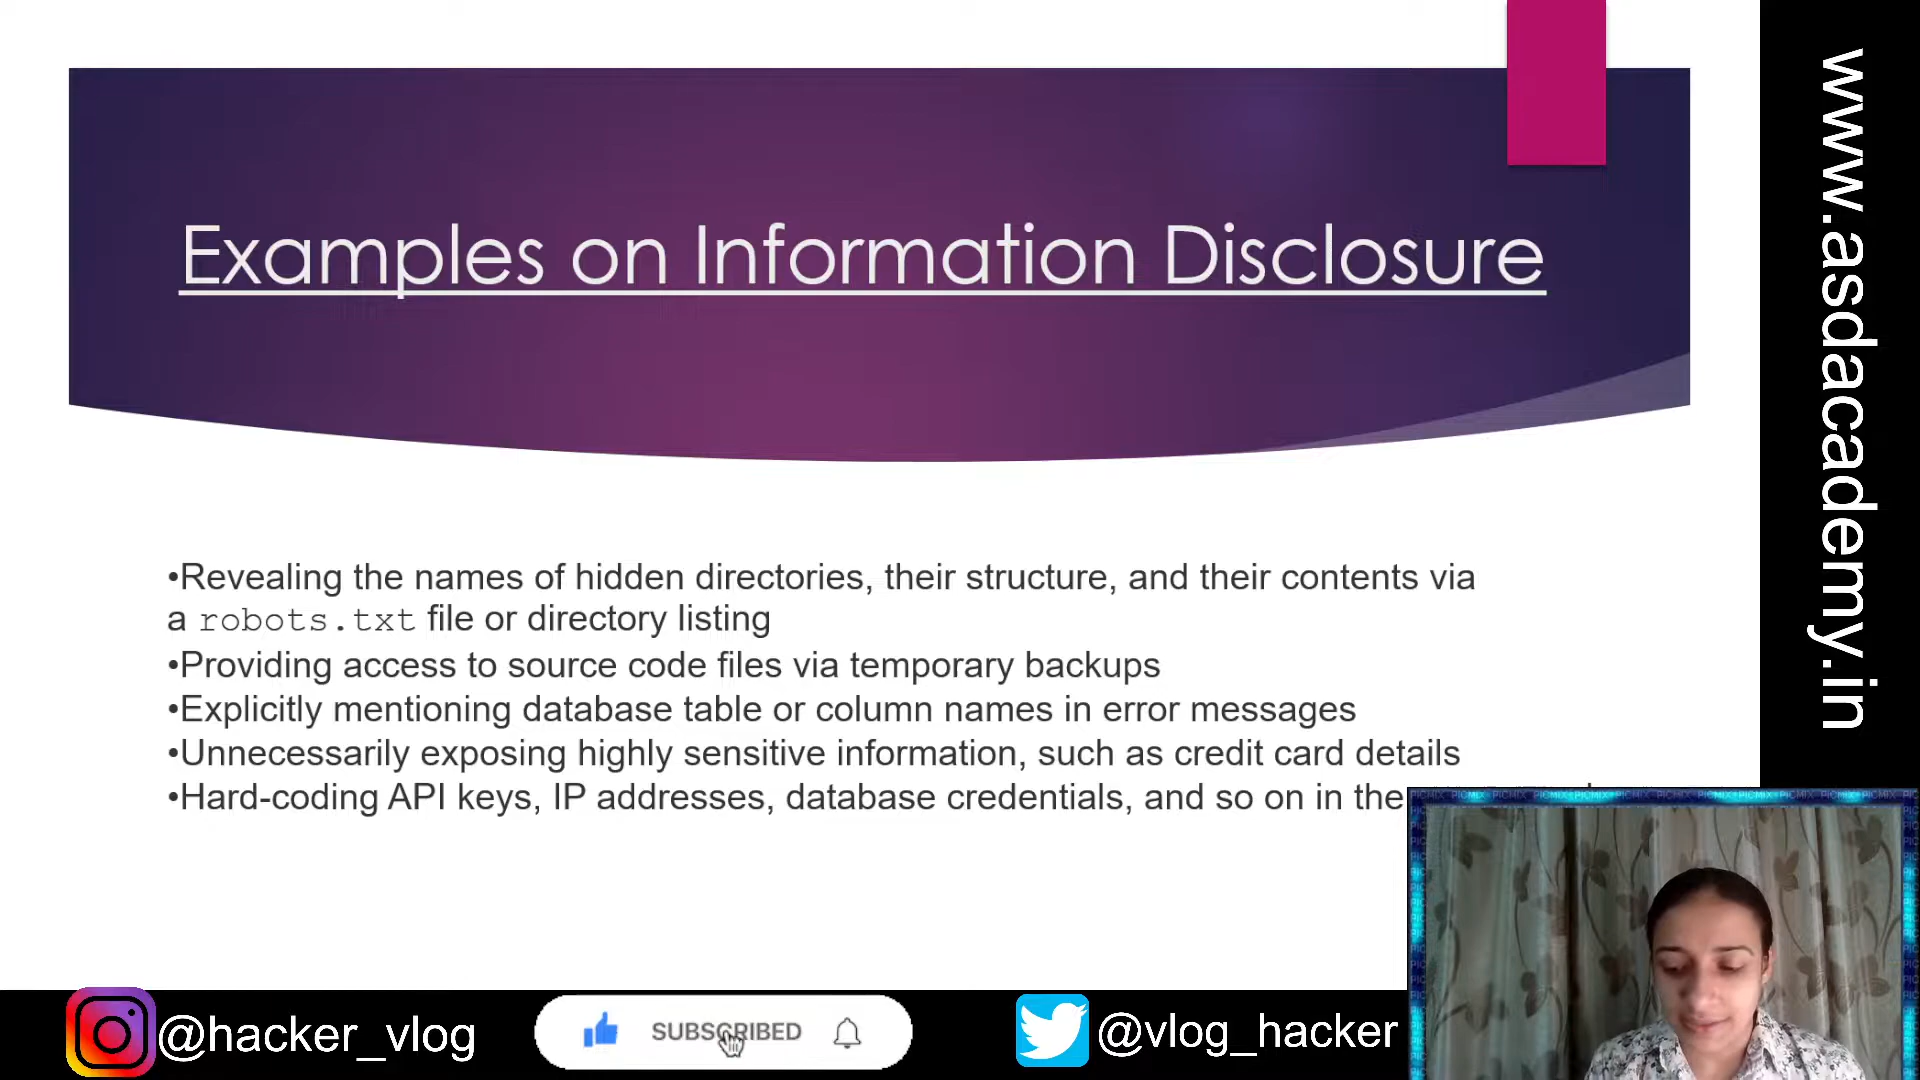 Examples on Information Disclosure
•Revealing the names of hidden directories, their structure, and their contents via
a robots.txt file or directory listing
•Providing access to source code files via temporary backups
•Explicitly mentioning database table or column names in error messages
•Unnecessarily exposing highly sensitive information, such as credit card details
•Hard-coding API keys, IP addresses, database credentials, and so on in the
www.asdacademy.in
@hacker_vlog
SUBSCRIBED
@vlog_hacker